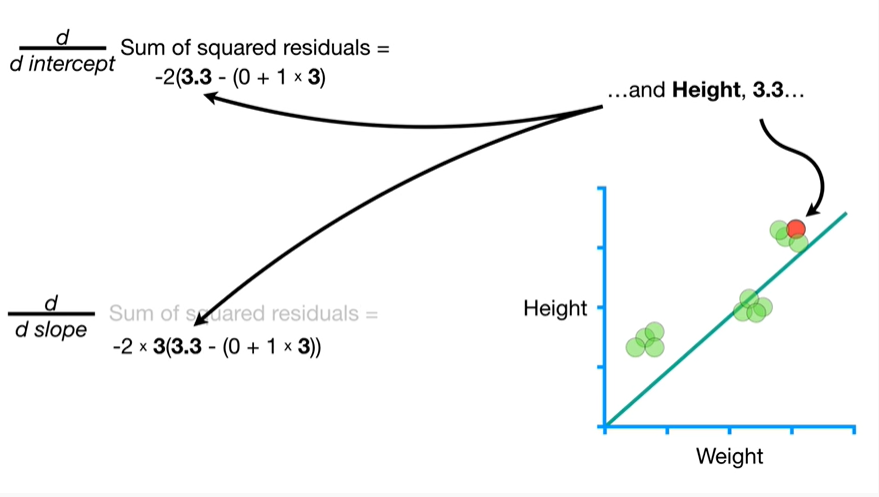 d
d intercept
Sum of squared residuals =
-2(3.3 - (0 + 1 × 3)
...and Height, 3.3...
d
d slope
Sum of squared residuals =
-2 × 3(3.3 - (0 + 1 × 3))
Height
Weight